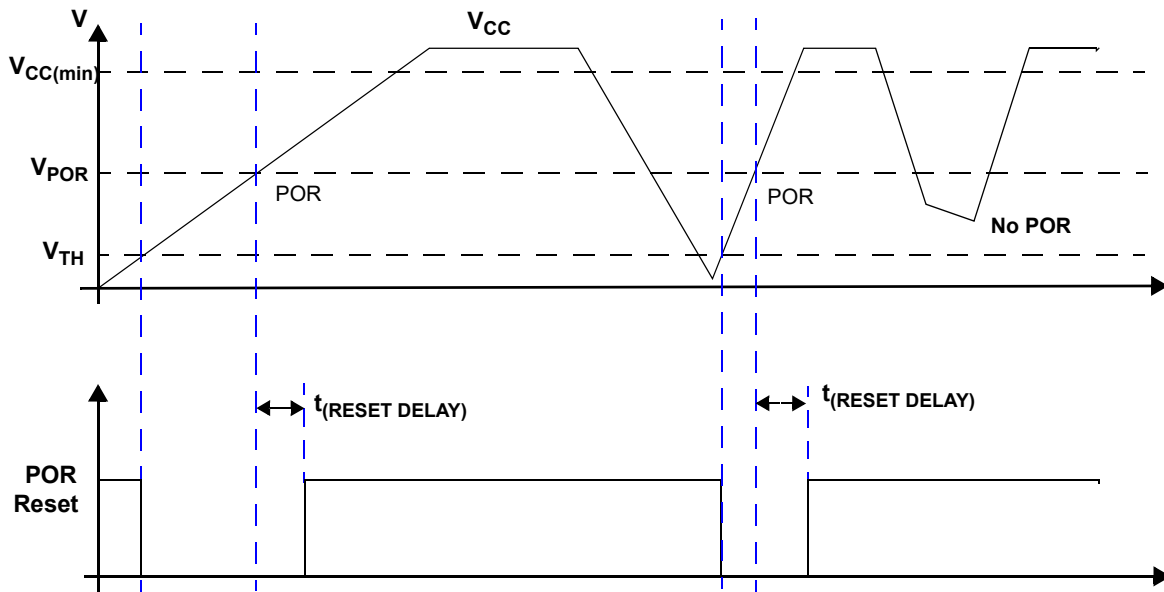 V
VCC
VCC(min)
VPOR
POR
POR
No POR
VTH
t(RESET DELAY)
t(RESET DELAY)
POR
Reset